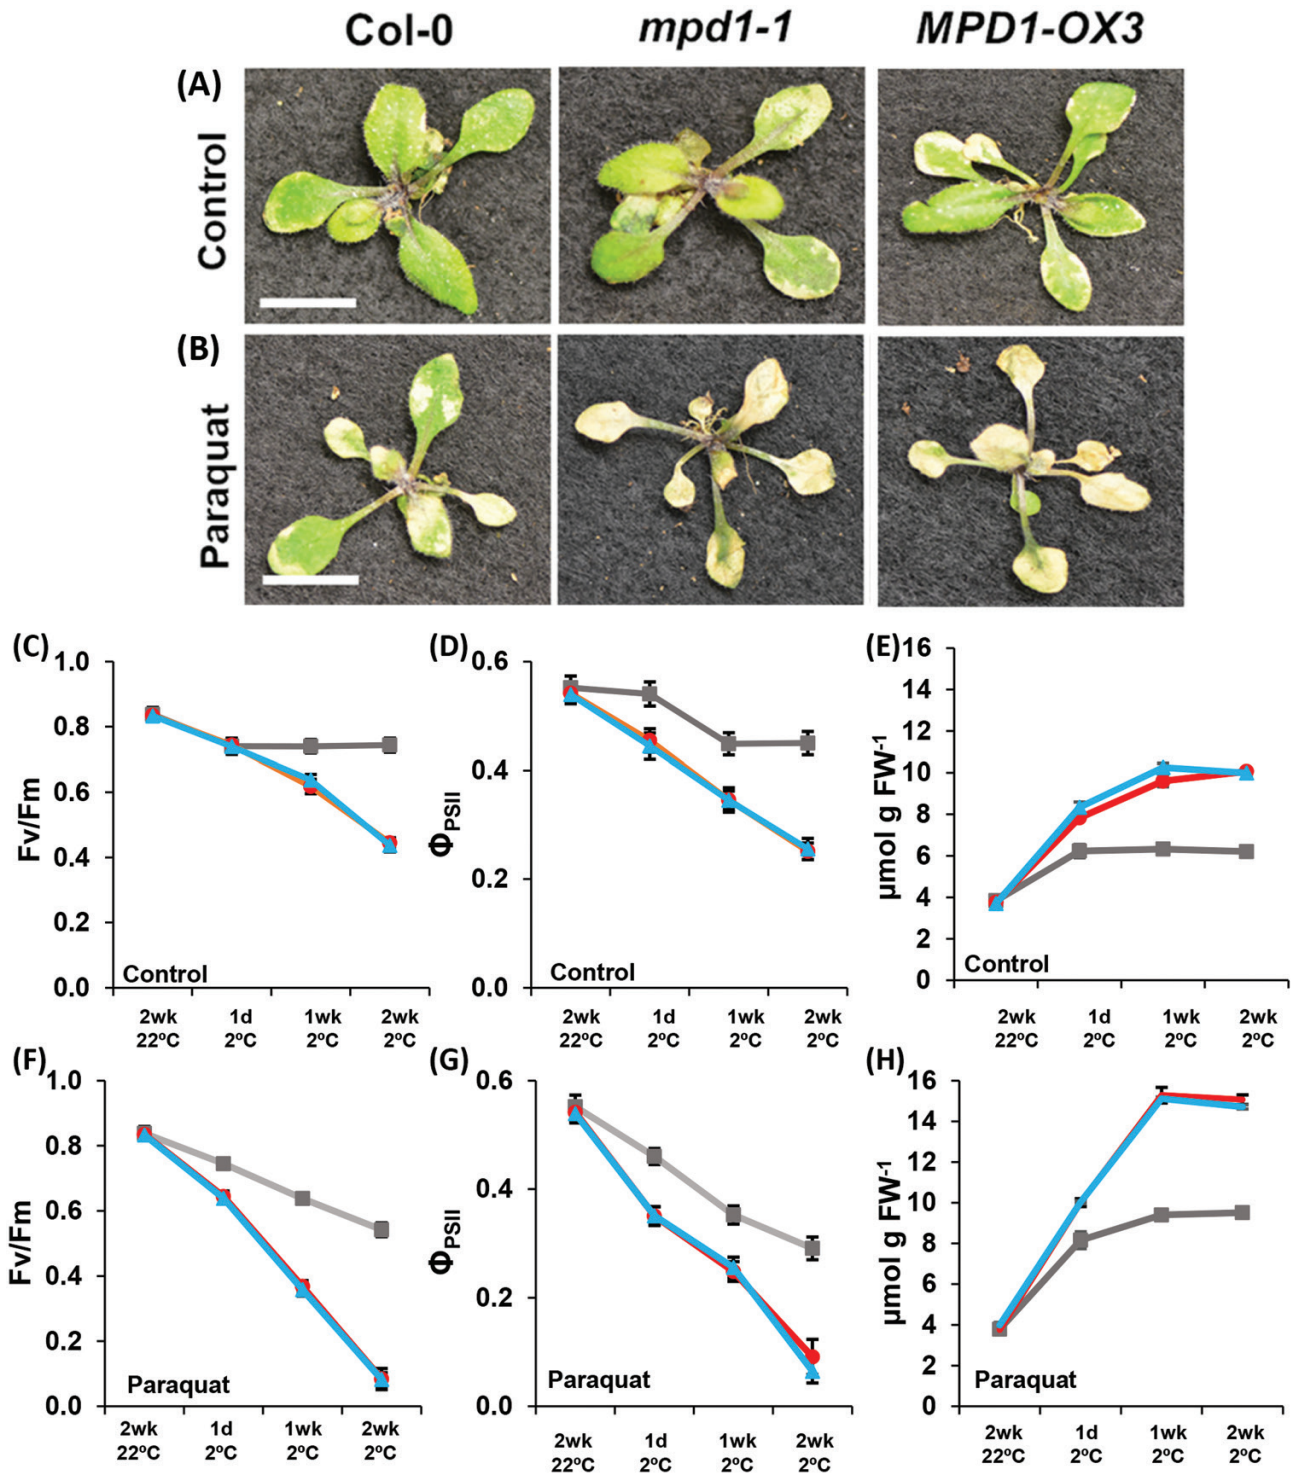 Col-0 mpd1-1 MPD1-OX3
(A)
Control
(B)
Paraquat
(C)
1.0
0.8
0.6
0.4
0.2
0.0
Fv/Fm
Control
2wk 1d 1wk 2wk
22ºC 2ºC 2ºC 2ºC
(D)
0.6
0.4
0.2
0.0
ΦPSII
Control
2wk 1d 1wk 2wk
22ºC 2ºC 2ºC 2ºC
(E)
16
14
12
10
8
6
4
2
0
µmol g FW-1
Control
2wk 1d 1wk 2wk
22ºC 2ºC 2ºC 2ºC
(F)
1.0
0.8
0.6
0.4
0.2
0.0
Fv/Fm
Paraquat
2wk 1d 1wk 2wk
22ºC 2ºC 2ºC 2ºC
(G)
0.6
0.4
0.2
0.0
ΦPSII
Paraquat
2wk 1d 1wk 2wk
22ºC 2ºC 2ºC 2ºC
(H)
16
14
12
10
8
6
4
2
0
µmol g FW-1
Paraquat
2wk 1d 1wk 2wk
22ºC 2ºC 2ºC 2ºC